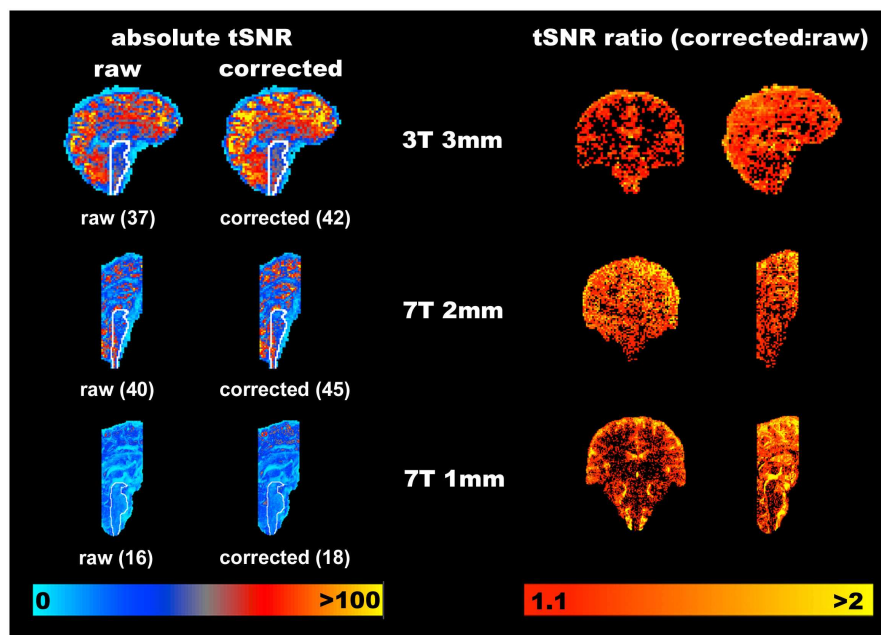 absolute tSNR
raw corrected
tSNR ratio (corrected:raw)
3T 3mm
raw (37) corrected (42)
7T 2mm
raw (40) corrected (45)
7T 1mm
raw (16) corrected (18)
0 >100
1.1 >2